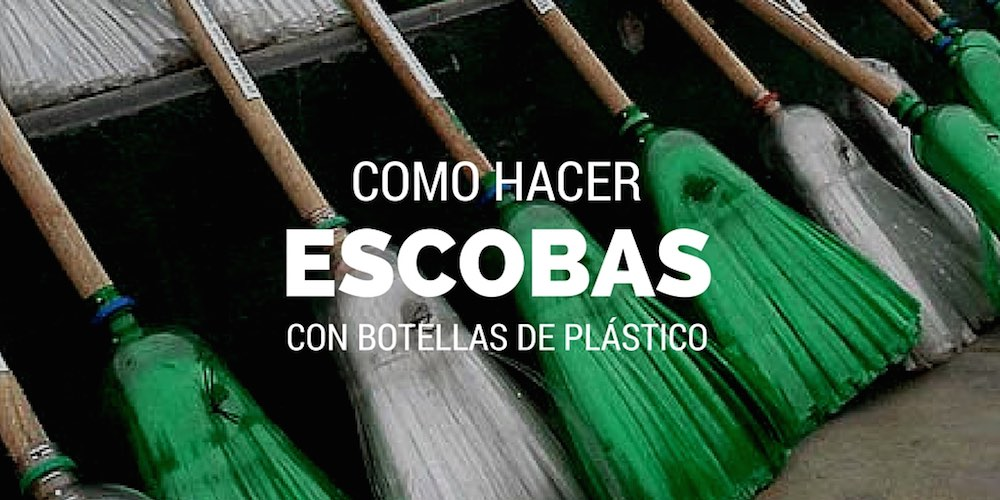 COMO HACER
ESCOBAS
CON BOTELLAS DE PLÁSTICO